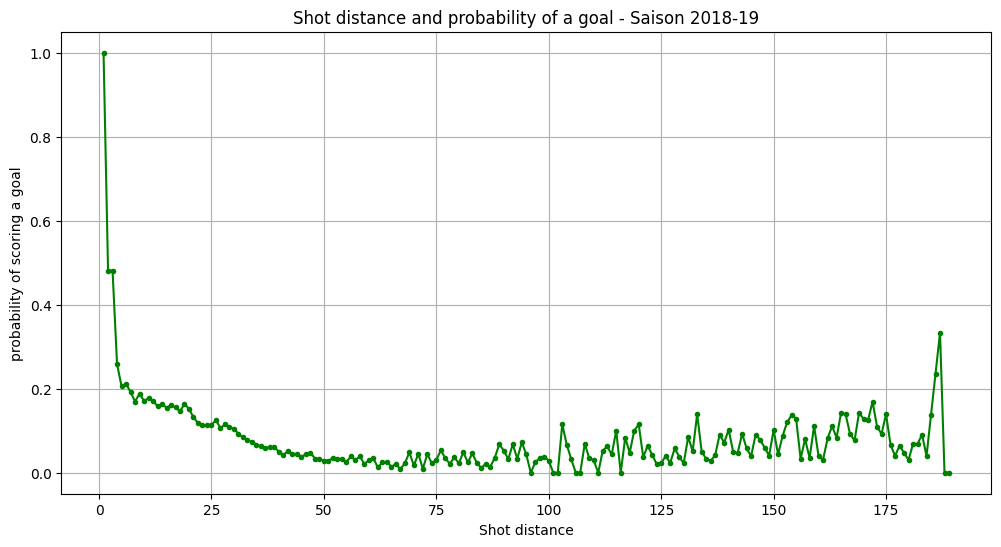 Shot distance and probability of a goal - Saison 2018-19
probability of scoring a goal
1.0
0.8
0.6
0.4
0.2
0.0
0 25 50 75 100 125 150 175
Shot distance